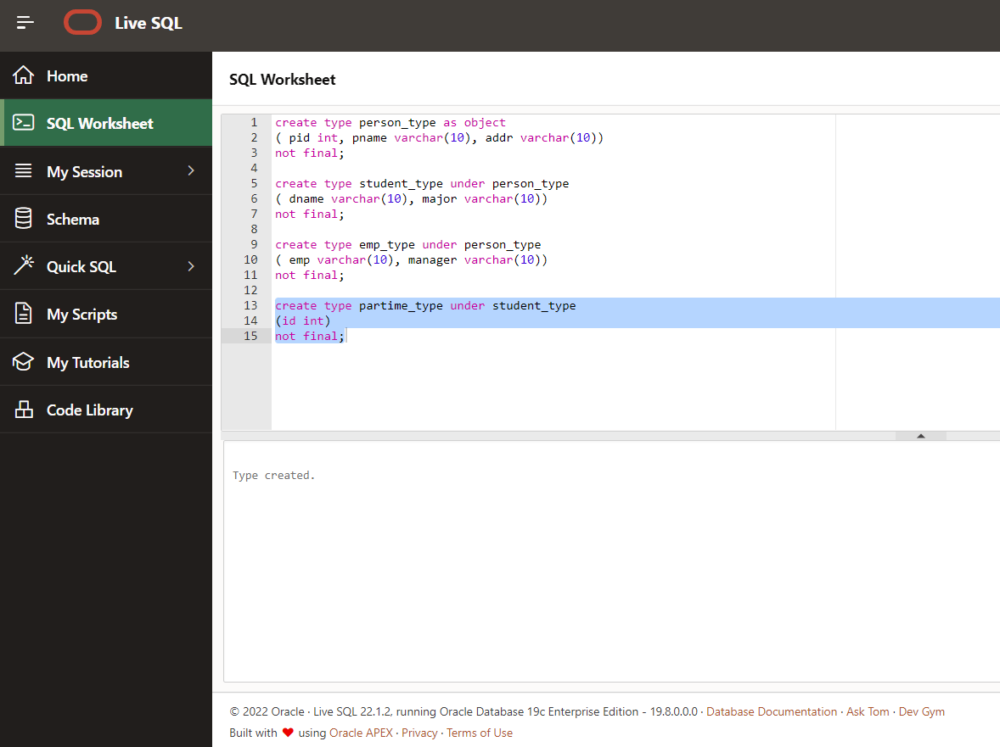 Live SQL
Home
SQL Worksheet
My Session
Schema
Quick SQL
My Scripts
My Tutorials
Code Library
SQL Worksheet
1 create type person_type as object
2 ( pid int, pname varchar(10), addr varchar(10))
3 not final;
4
5 create type student_type under person_type
6 ( dname varchar(10), major varchar(10))
7 not final;
8
9 create type emp_type under person_type
10 ( emp varchar(10), manager varchar(10))
11 not final;
12
13 create type partime_type under student_type
14 (id int)
15 not final;
Type created.
© 2022 Oracle · Live SQL 22.1.2, running Oracle Database 19c Enterprise Edition - 19.8.0.0.0 · Database Documentation · Ask Tom · Dev Gym
Built with ❤ using Oracle APEX · Privacy · Terms of Use